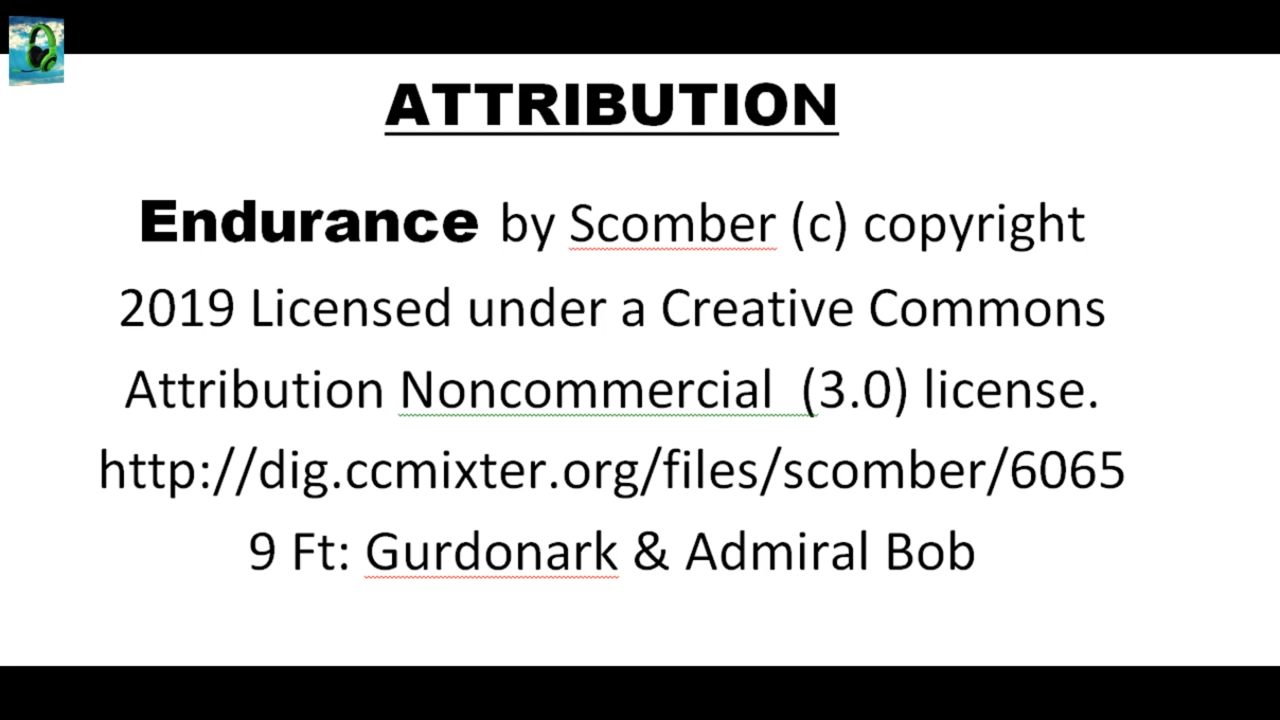 ATTRIBUTION
Endurance by Scomber (c) copyright
2019 Licensed under a Creative Commons
Attribution Noncommercial  (3.0) license.
http://dig.ccmixter.org/files/scomber/6065
9 Ft: Gurdonark & Admiral Bob